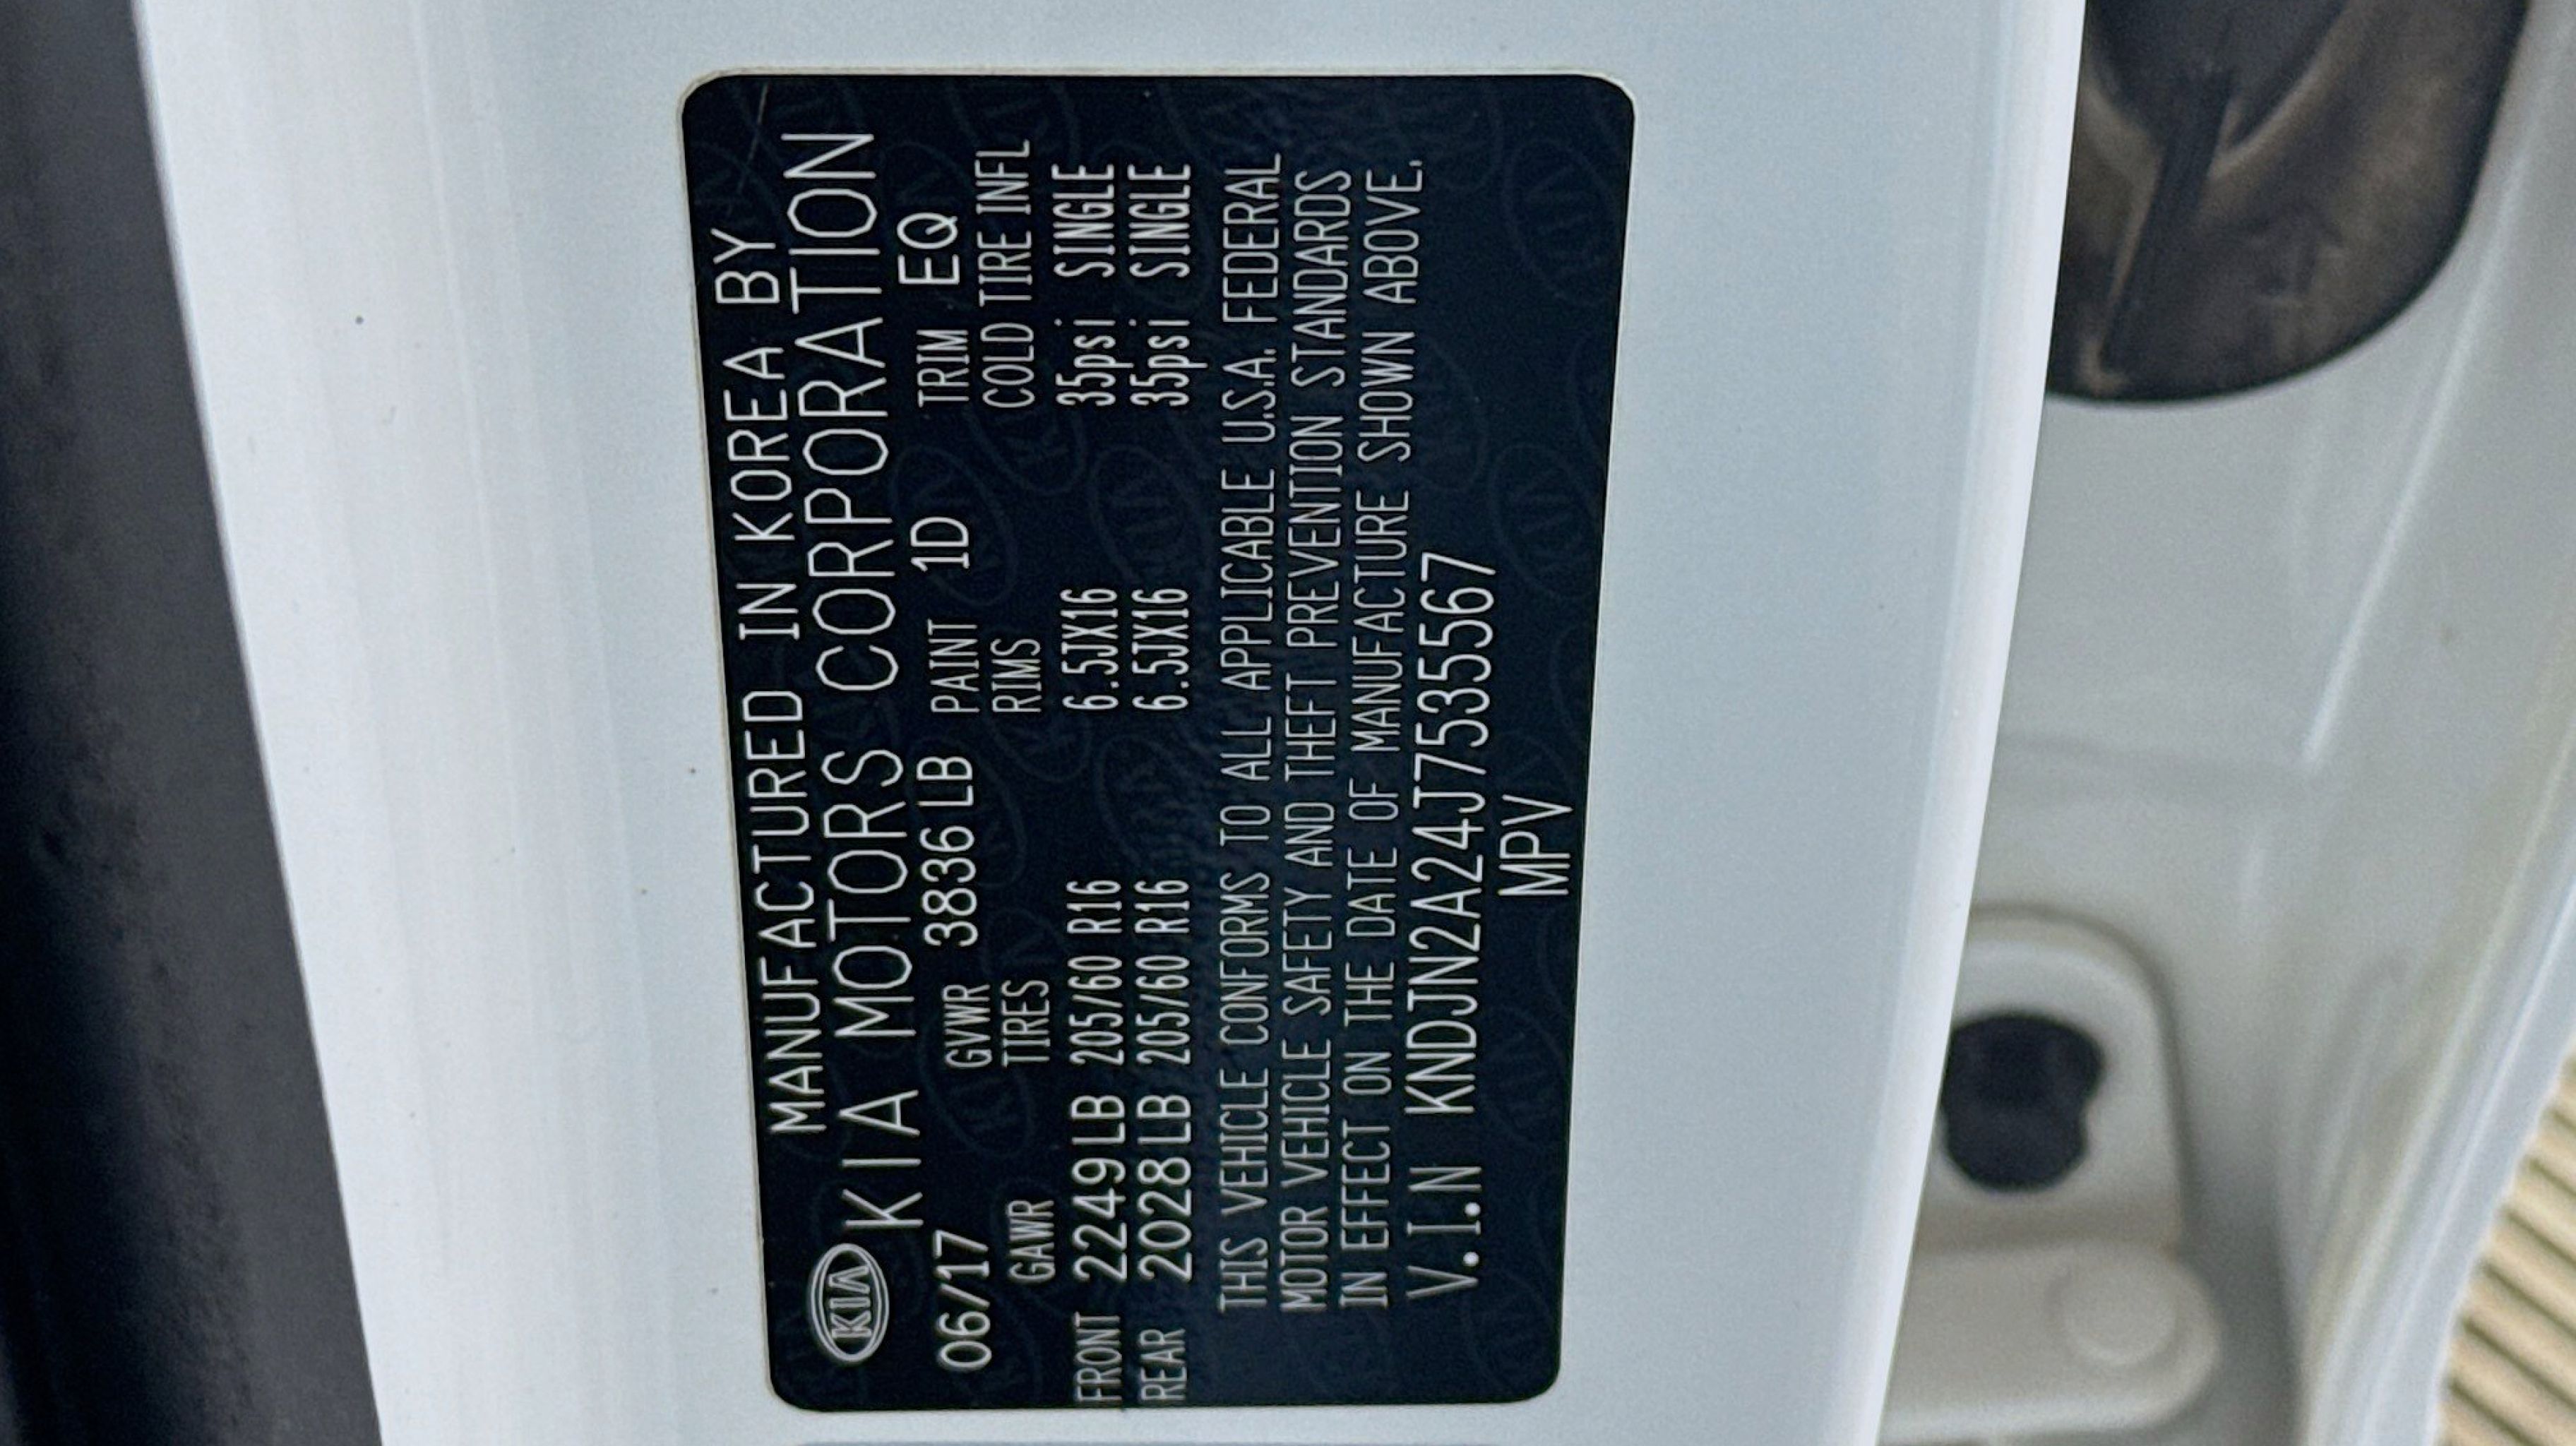 MANUFACTURED IN KOREA BY
KIA KIA MOTORS CORPORATION
06/17 GVWR 3836LB PAINT 1D TRIM EQ
GAWR TIRES RIMS COLD TIRE INFL
FRONT 2249LB 205/60 R16 6.5JX16 35psi SINGLE
REAR 2028LB 205/60 R16 6.5JX16 35psi SINGLE
THIS VEHICLE CONFORMS TO ALL APPLICABLE U.S.A. FEDERAL
MOTOR VEHICLE SAFETY AND THEFT PREVENTION STANDARDS
IN EFFECT ON THE DATE OF MANUFACTURE SHOWN ABOVE.
V.I.N KNDJN2A24J7535567
MPV